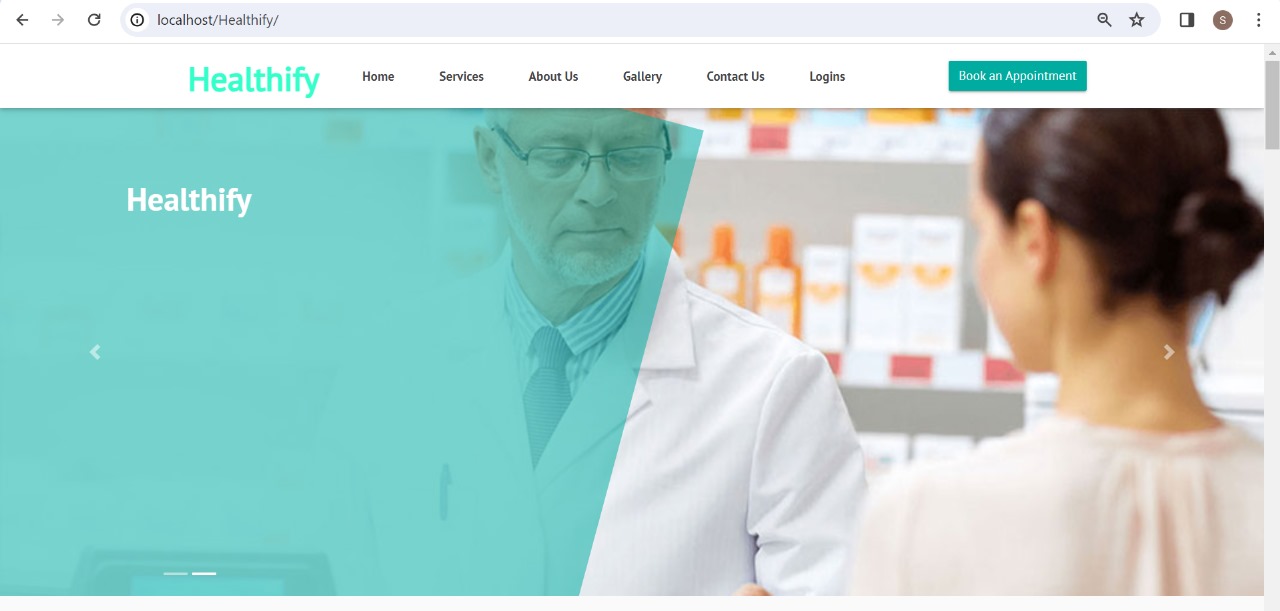 localhost/Healthify/
S
Healthify Home Services About Us Gallery Contact Us Logins Book an Appointment
Healthify